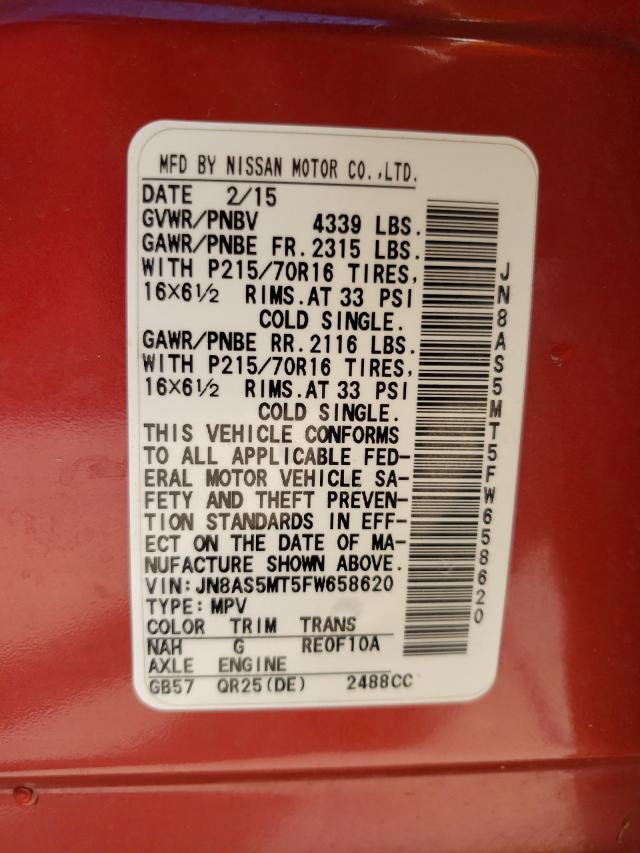 MFD BY NISSAN MOTOR CO.,LTD.
DATE 2/15
GVWR/PNBV 4339 LBS.
GAWR/PNBE FR. 2315 LBS.
WITH P215/70R16 TIRES,
16×6½ RIMS. AT 33 PSI
COLD SINGLE.
GAWR/PNBE RR. 2116 LBS.
WITH P215/70R16 TIRES,
16×6½ RIMS. AT 33 PSI
COLD SINGLE.
THIS VEHICLE CONFORMS
TO ALL APPLICABLE FED-
ERAL MOTOR VEHICLE SA-
FETY AND THEFT PREVEN-
TION STANDARDS IN EFF-
ECT ON THE DATE OF MA-
NUFACTURE SHOWN ABOVE.
VIN: JN8AS5MT5FW658620
TYPE: MPV
COLOR TRIM TRANS
NAH G RE0F10A
AXLE ENGINE
GB57 QR25(DE) 2488CC
JN8AS5MT5FW658620